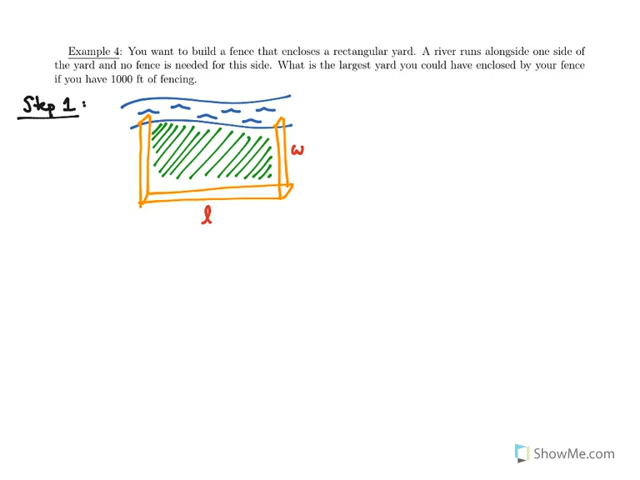 Example 4: You want to build a fence that encloses a rectangular yard. A river runs alongside one side of
the yard and no fence is needed for this side. What is the largest yard you could have enclosed by your fence
if you have 1000 ft of fencing.
Step 1:
w
l
ShowMe.com